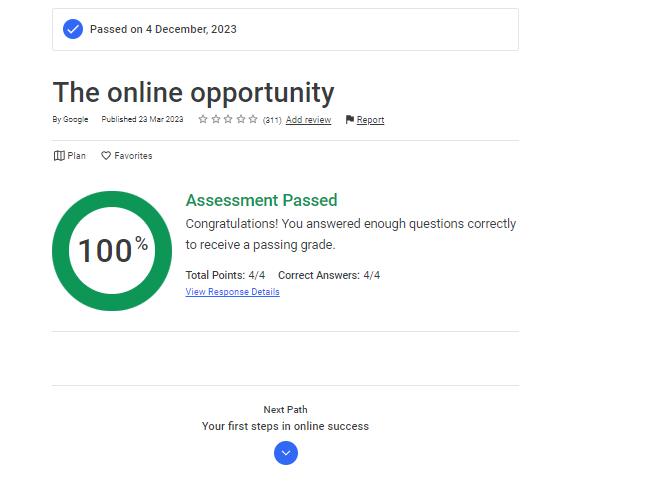 Passed on 4 December, 2023
The online opportunity
By Google Published 23 Mar 2023 (311) Add review Report
Plan Favorites
100%
Assessment Passed
Congratulations! You answered enough questions correctly
to receive a passing grade.
Total Points: 4/4 Correct Answers: 4/4
View Response Details
Next Path
Your first steps in online success